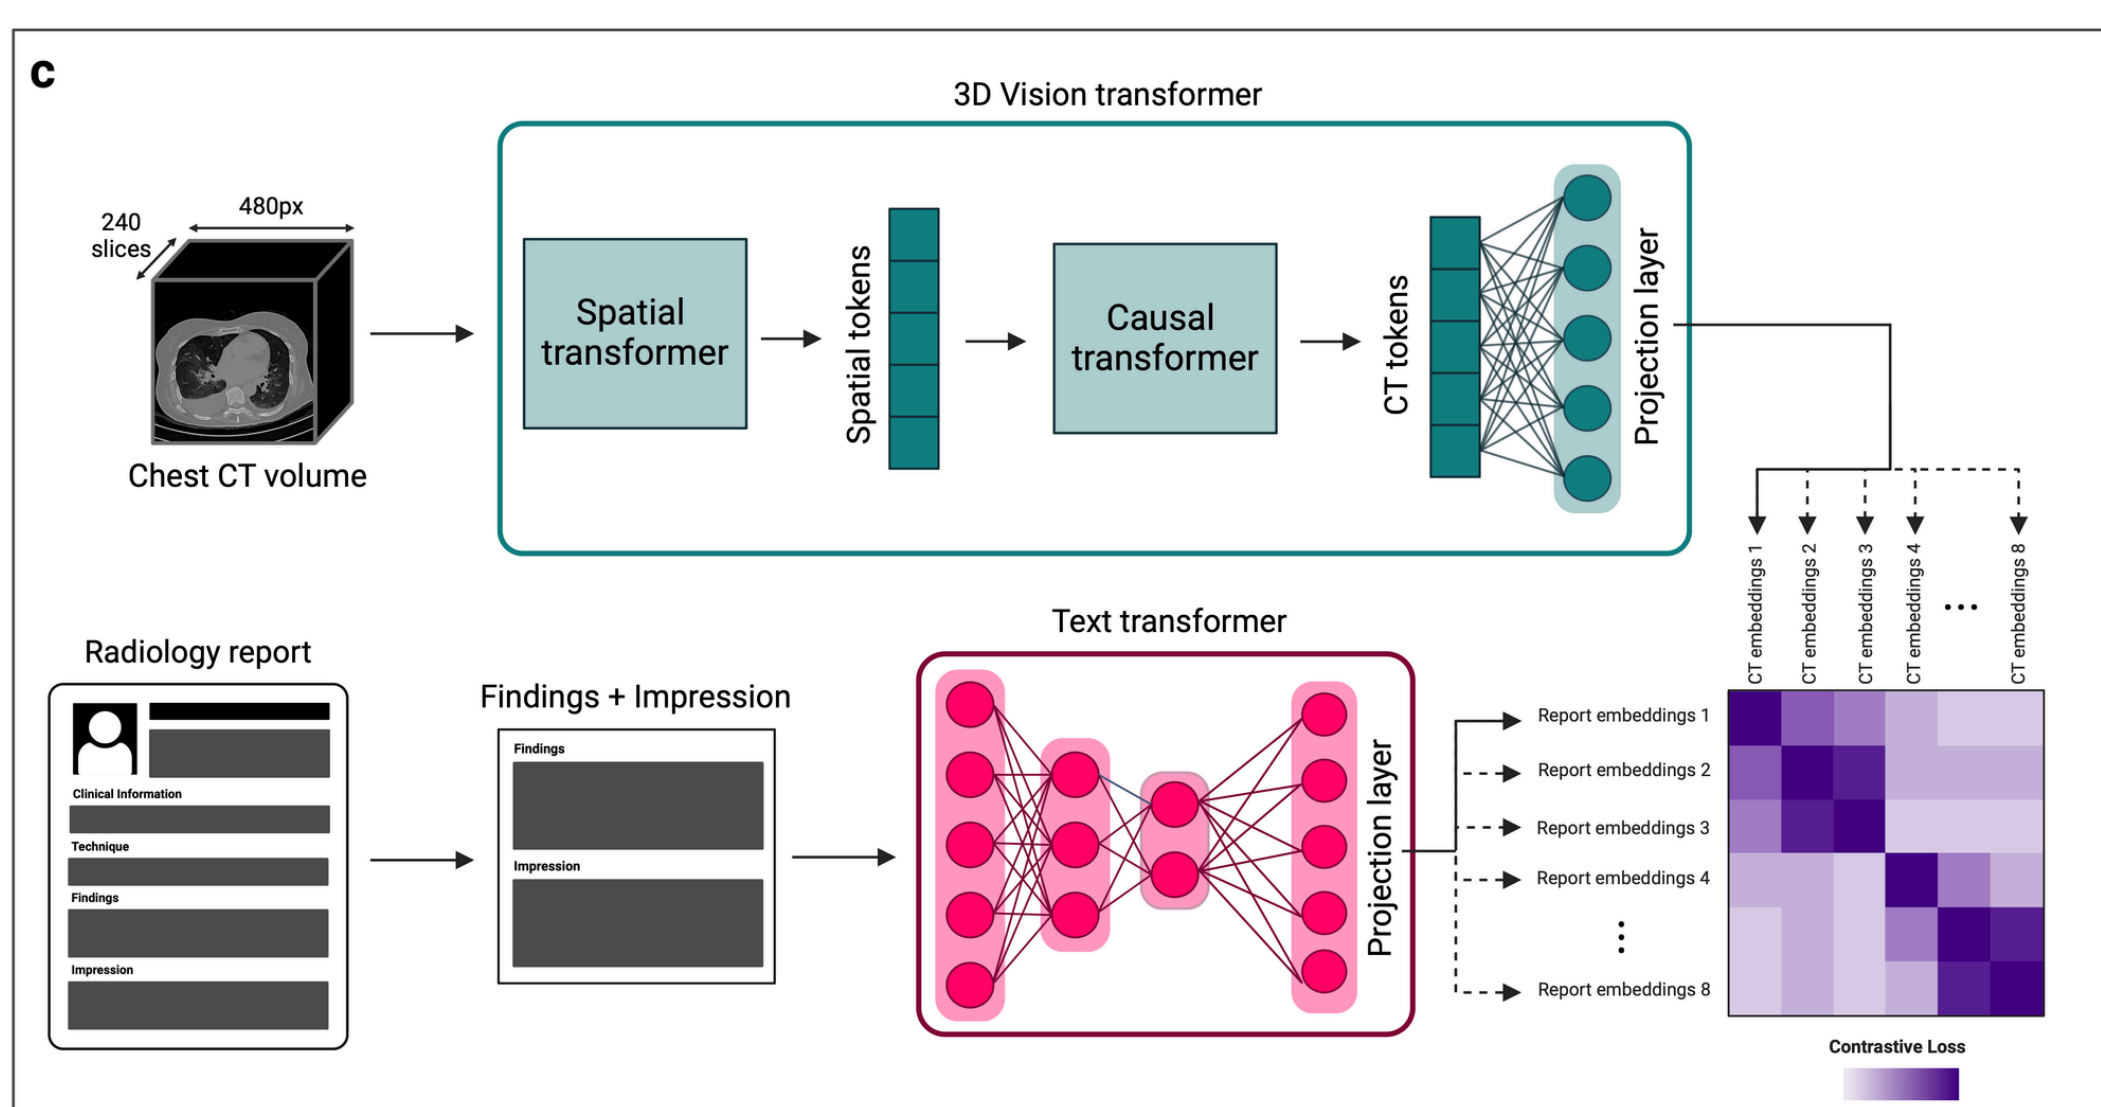 c
3D Vision transformer
480px
240
slices
Chest CT volume
Spatial
transformer
Spatial tokens
Causal
transformer
CT tokens
Projection layer
CT embeddings 1
CT embeddings 2
CT embeddings 3
CT embeddings 4
...
CT embeddings 8
Radiology report
Clinical Information
Technique
Findings
Impression
Findings + Impression
Findings
Impression
Text transformer
Projection layer
Report embeddings 1
Report embeddings 2
Report embeddings 3
Report embeddings 4
⋮
Report embeddings 8
Contrastive Loss